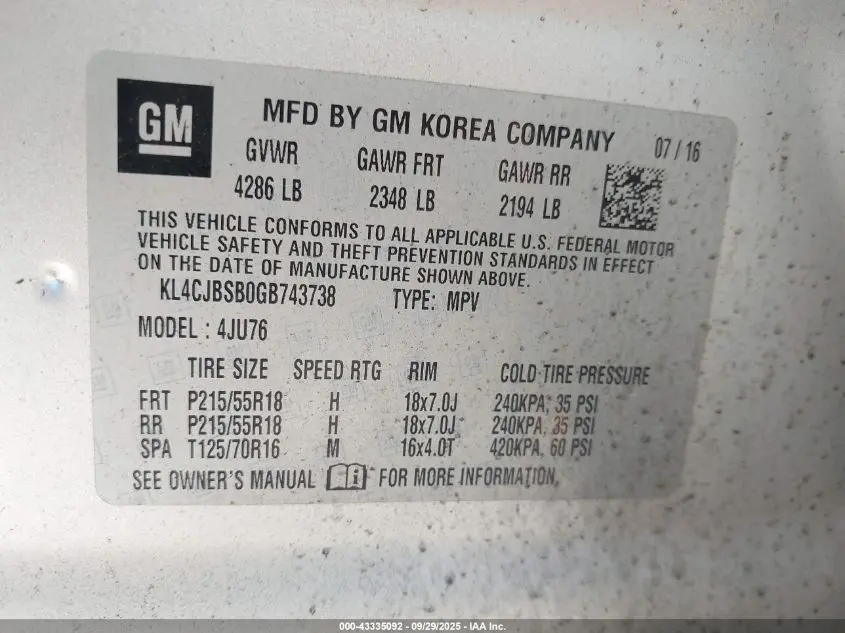 GM
MFD BY GM KOREA COMPANY 07/16
GVWR GAWR FRT GAWR RR
4286 LB 2348 LB 2194 LB
THIS VEHICLE CONFORMS TO ALL APPLICABLE U.S. FEDERAL MOTOR
VEHICLE SAFETY AND THEFT PREVENTION STANDARDS IN EFFECT
ON THE DATE OF MANUFACTURE SHOWN ABOVE.
KL4CJBSB0GB743738 TYPE: MPV
MODEL : 4JU76
TIRE SIZE SPEED RTG RIM COLD TIRE PRESSURE
FRT P215/55R18 H 18x7.0J 240KPA, 35 PSI
RR P215/55R18 H 18x7.0J 240KPA, 35 PSI
SPA T125/70R16 M 16x4.0T 420KPA, 60 PSI
SEE OWNER'S MANUAL FOR MORE INFORMATION.
000-43335092 - 09/29/2025 - IAA Inc.